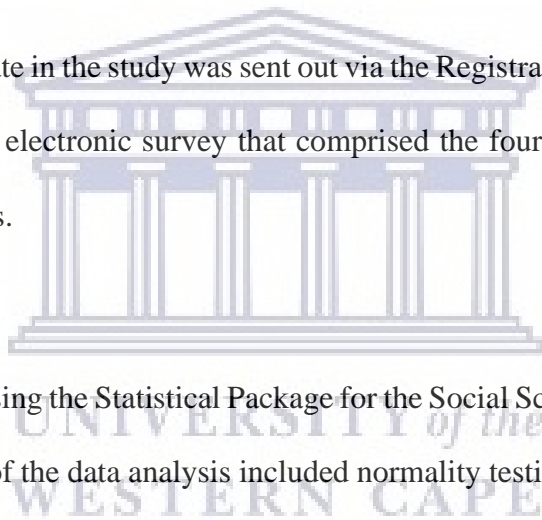 te in the study was sent out via the Registra
electronic survey that comprised the four
s.
ing the Statistical Package for the Social Sc
UNIVERSITY of the
of the data analysis included normality testi
WESTERN CAPE